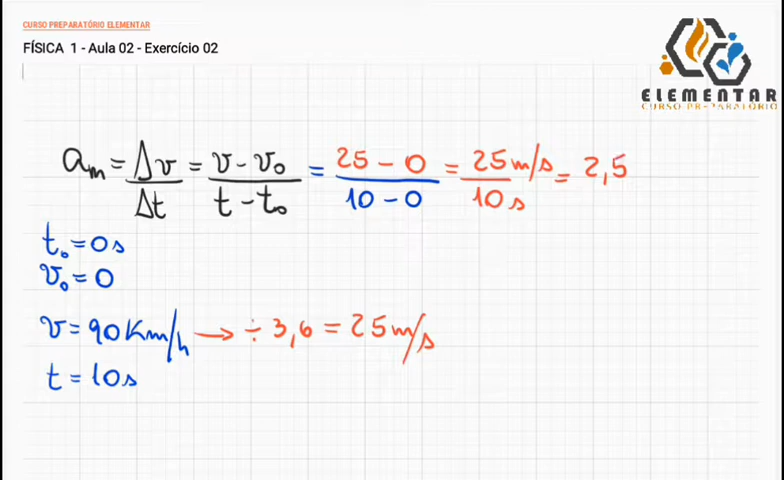 CURSO PREPARATÓRIO ELEMENTAR
FÍSICA 1 - Aula 02 - Exercício 02
ELEMENTAR
CURSO PREPARATÓRIO
aₘ = Δv/Δt = (v - v₀)/(t - t₀) = (25 - 0)/(10 - 0) = 25 m/s/10 s = 2,5
t₀ = 0s
v₀ = 0
v = 90 Km/h → ÷ 3,6 = 25 m/s
t = 10s